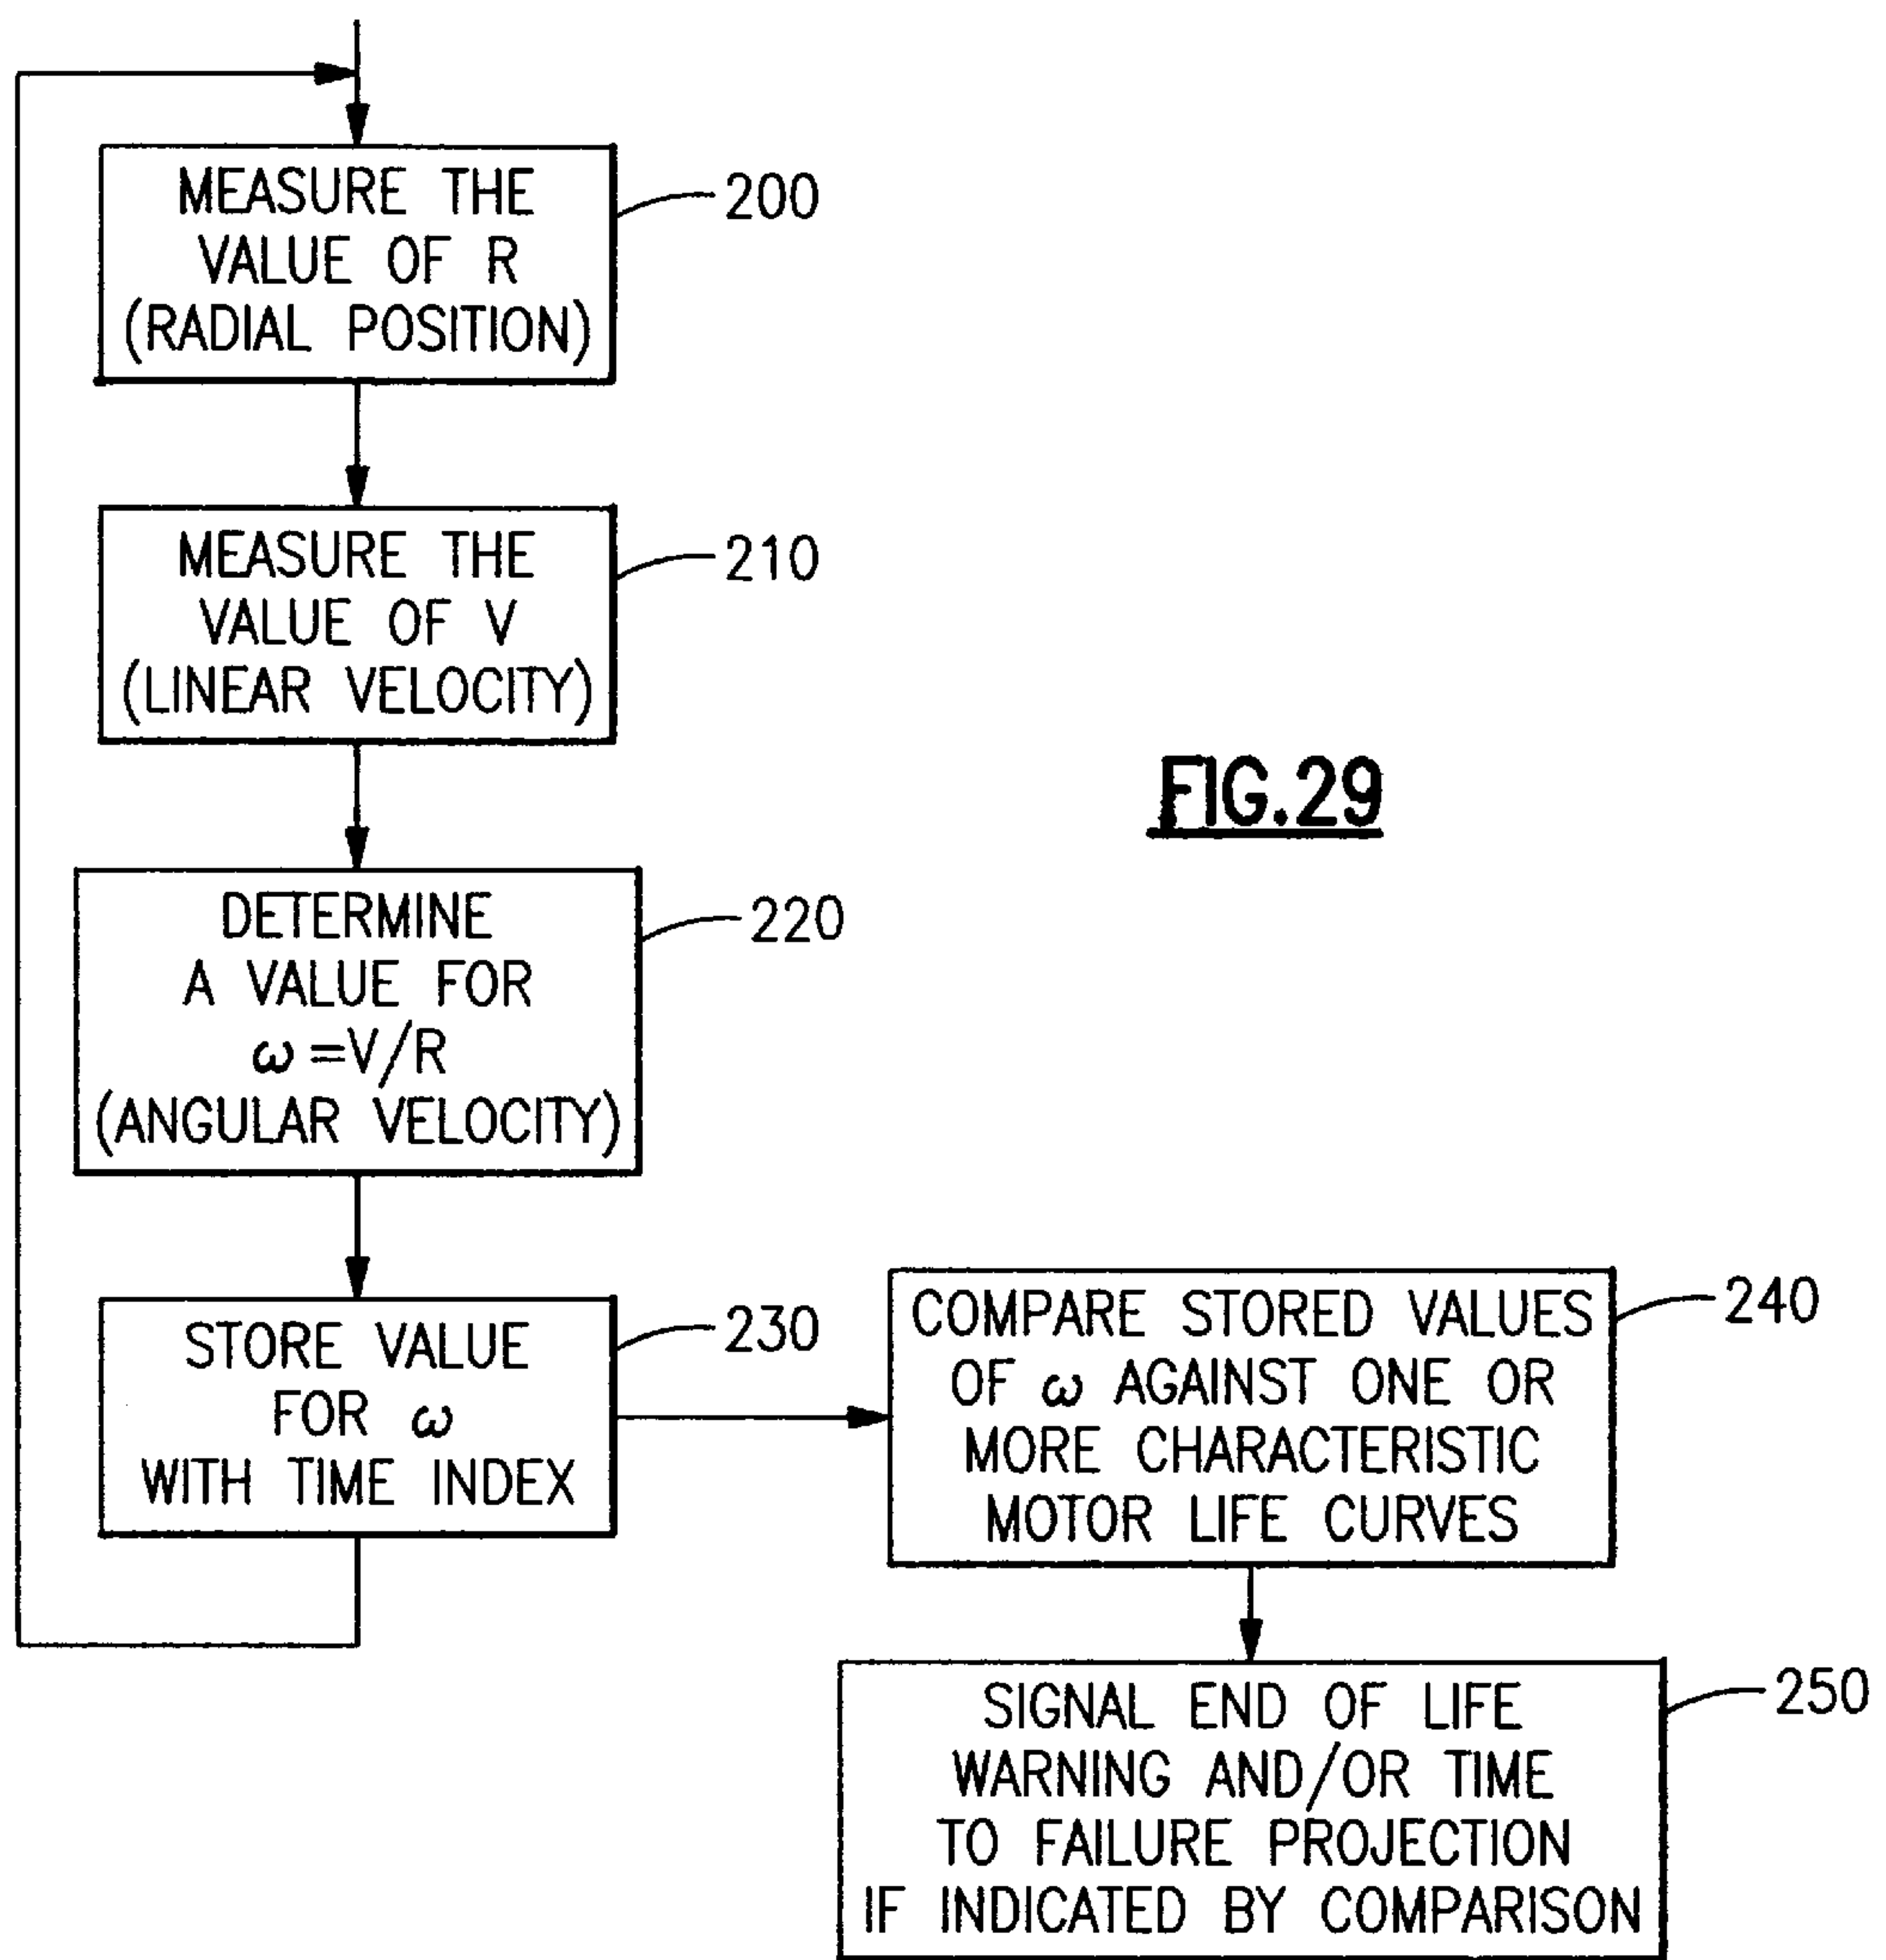 MEASURE THE
VALUE OF R
(RADIAL POSITION)
200
MEASURE THE
VALUE OF V
(LINEAR VELOCITY)
210
FIG.29
DETERMINE
A VALUE FOR
ω=V/R
(ANGULAR VELOCITY)
220
STORE VALUE
FOR ω
WITH TIME INDEX
230
COMPARE STORED VALUES
OF ω AGAINST ONE OR
MORE CHARACTERISTIC
MOTOR LIFE CURVES
240
SIGNAL END OF LIFE
WARNING AND/OR TIME
TO FAILURE PROJECTION
IF INDICATED BY COMPARISON
250